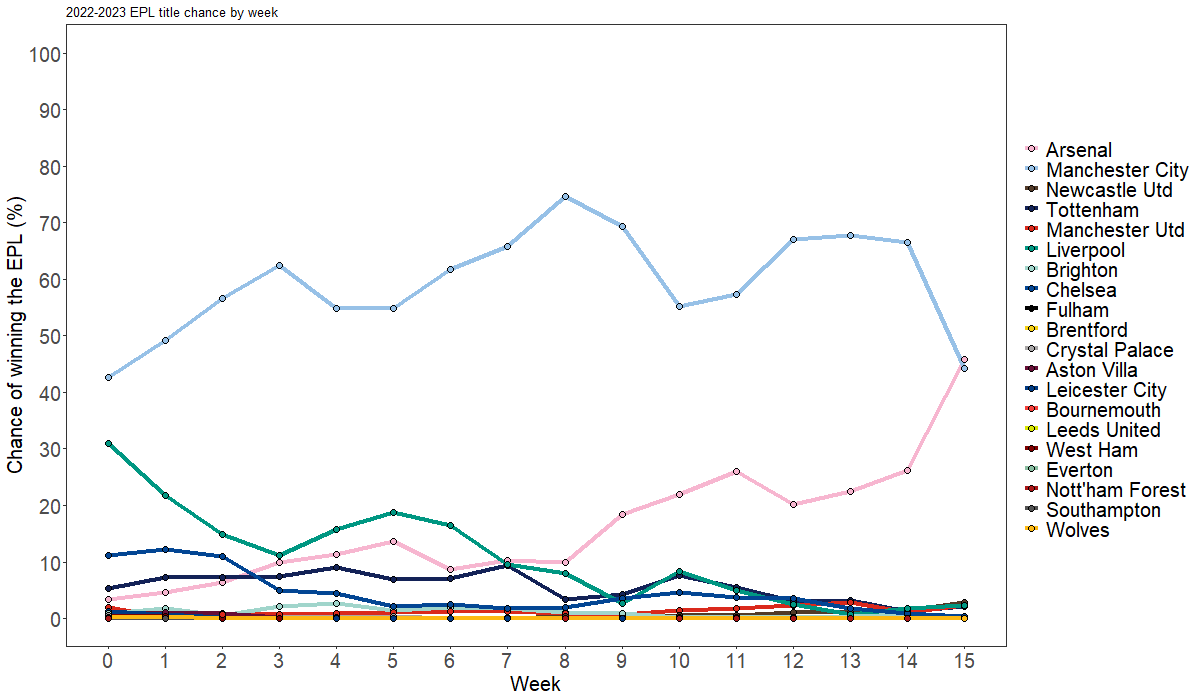 2022-2023 EPL title chance by week
Chance of winning the EPL (%)
100
90
80
70
60
50
40
30
20
10
0
0 1 2 3 4 5 6 7 8 9 10 11 12 13 14 15
Week
Arsenal
Manchester City
Newcastle Utd
Tottenham
Manchester Utd
Liverpool
Brighton
Chelsea
Fulham
Brentford
Crystal Palace
Aston Villa
Leicester City
Bournemouth
Leeds United
West Ham
Everton
Nott'ham Forest
Southampton
Wolves